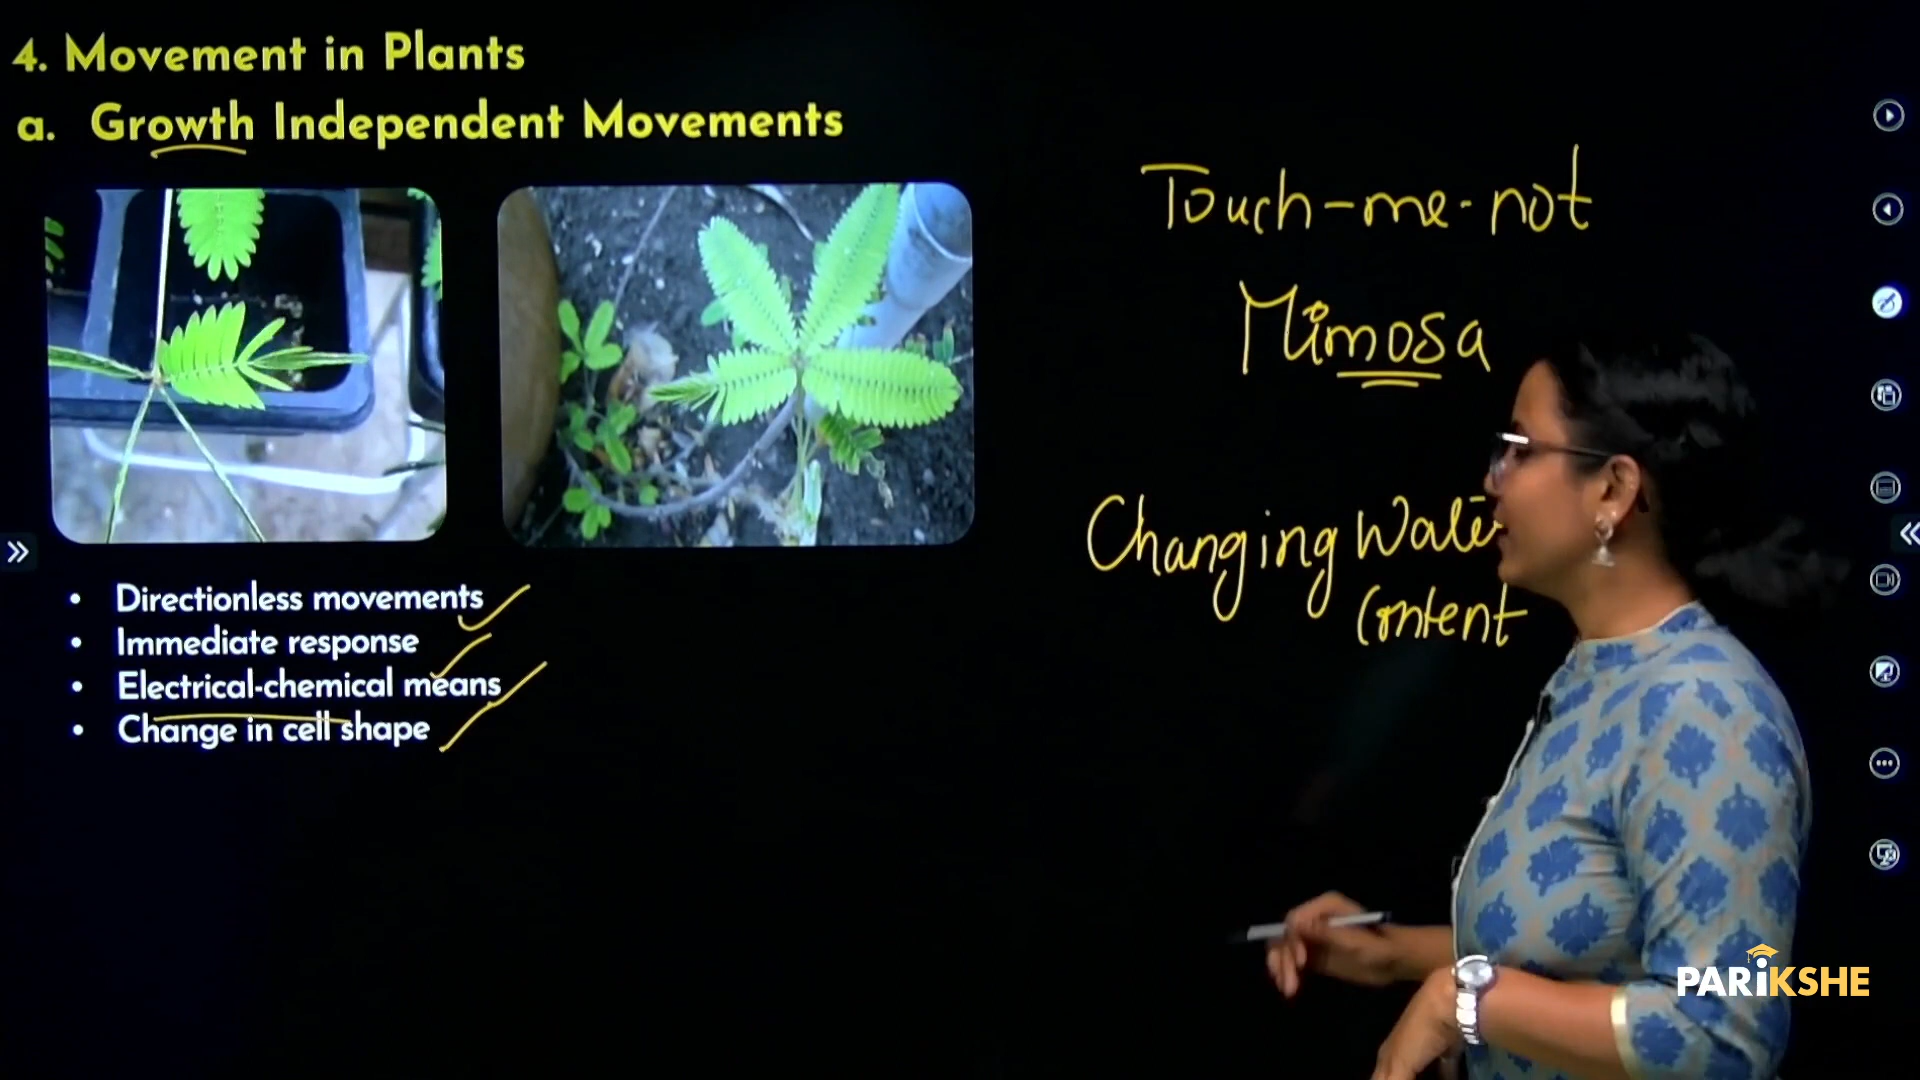 4. Movement in Plants
a. Growth Independent Movements
Touch-me-not
Mimosa
Changing
Content
• Directionless movements
• Immediate response
• Electrical-chemical means
• Change in cell shape
PARiKSHE